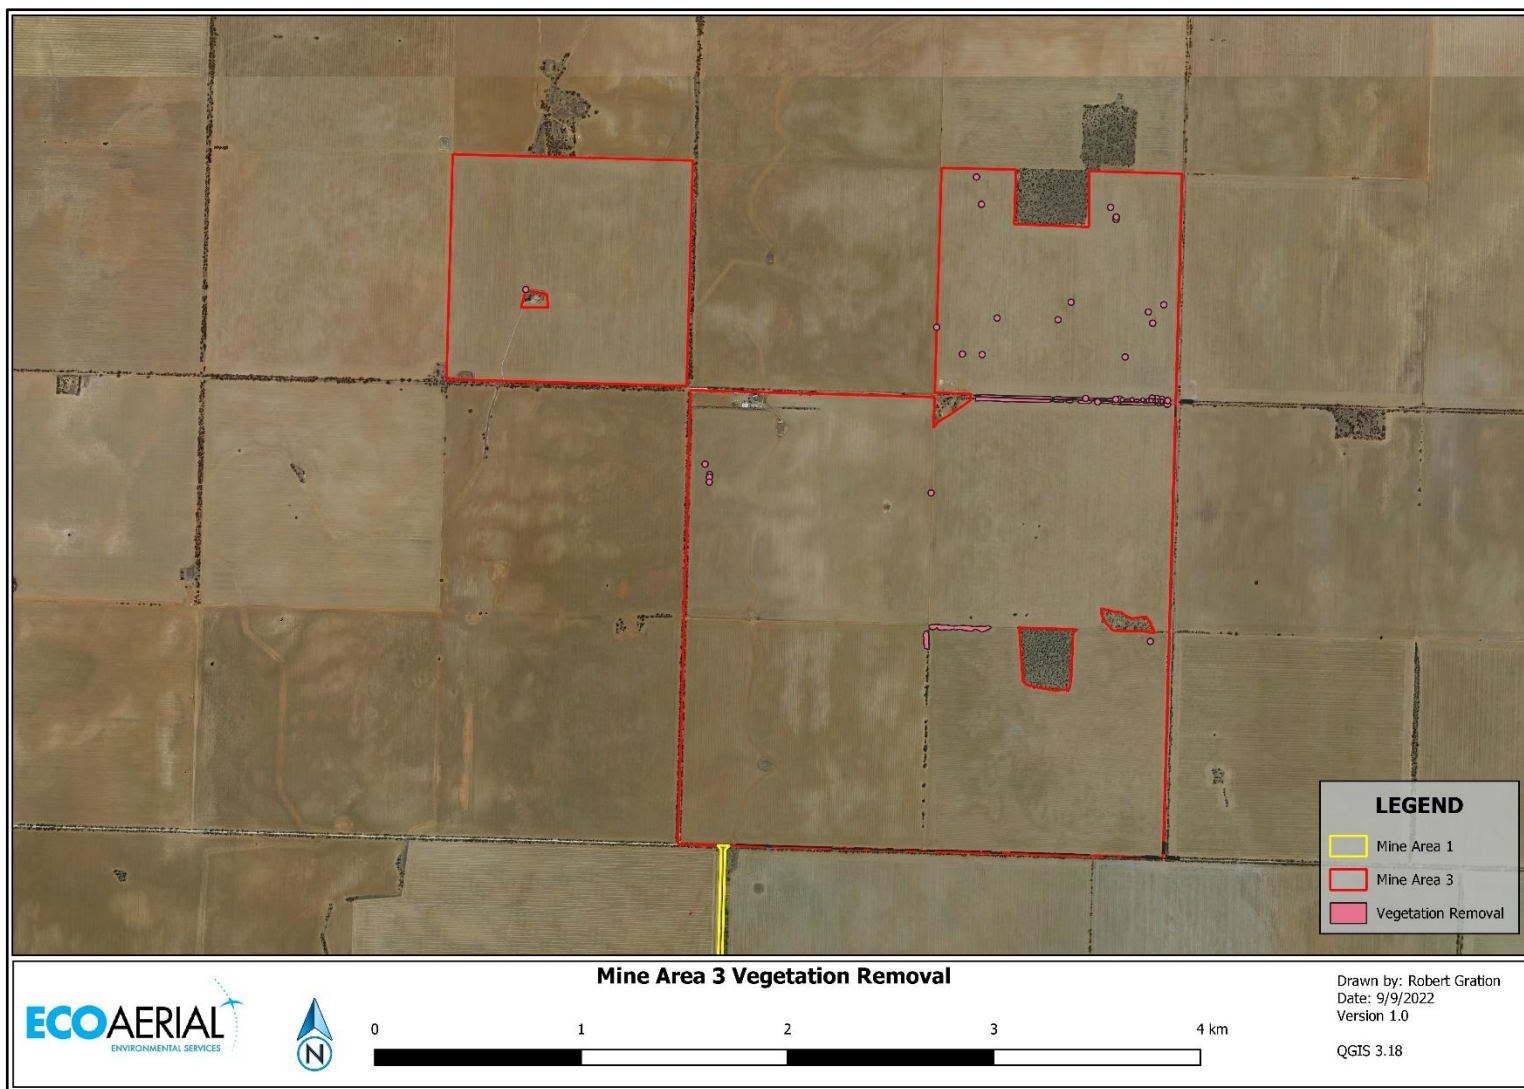 LEGEND
Mine Area 1
Mine Area 3
Vegetation Removal
Mine Area 3 Vegetation Removal
ECOAERIAL
ENVIRONMENTAL SERVICES
N
0 1 2 3 4 km
Drawn by: Robert Gration
Date: 9/9/2022
Version 1.0
QGIS 3.18